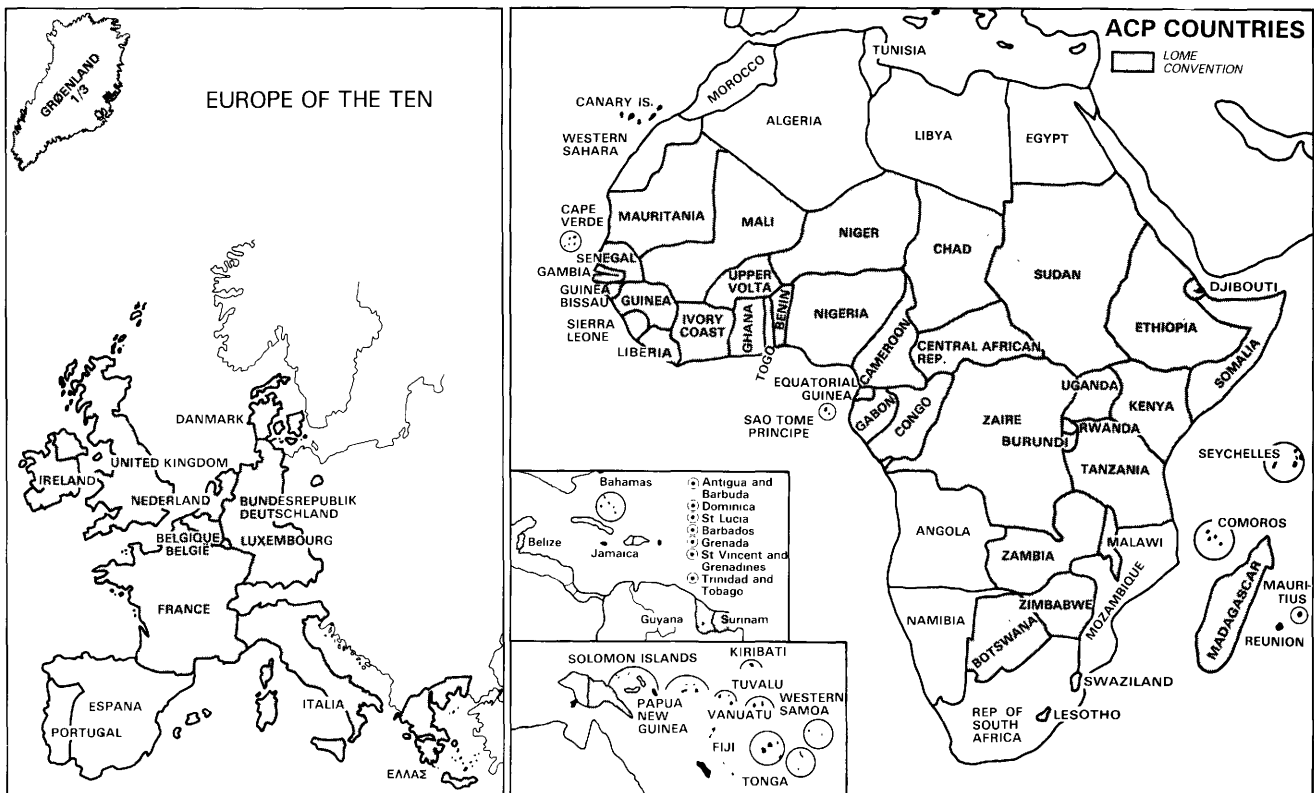 GRØENLAND
1/3
EUROPE OF THE TEN
DANMARK
UNITED KINGDOM
IRELAND
NEDERLAND
BUNDESREPUBLIK
DEUTSCHLAND
BELGIQUE
BELGIË
LUXEMBOURG
FRANCE
ESPANA
PORTUGAL
ITALIA
ΕΛΛΑΣ
ACP COUNTRIES
LOME
CONVENTION
TUNISIA
MOROCCO
CANARY IS.
ALGERIA
LIBYA
EGYPT
WESTERN
SAHARA
CAPE
VERDE
MAURITANIA
MALI
NIGER
CHAD
SUDAN
SENEGAL
GAMBIA
GUINEA
BISSAU
GUINEA
UPPER
VOLTA
BENIN
NIGERIA
DJIBOUTI
SIERRA
LEONE
IVORY
COAST
GHANA
ETHIOPIA
LIBERIA
TOGO
CAMEROON
CENTRAL AFRICAN
REP.
SOMALIA
EQUATORIAL
GUINEA
SAO TOME
PRINCIPE
GABON
CONGO
ZAIRE
UGANDA
KENYA
RWANDA
BURUNDI
TANZANIA
SEYCHELLES
ANGOLA
ZAMBIA
MALAWI
COMOROS
MOZAMBIQUE
ZIMBABWE
NAMIBIA
BOTSWANA
MADAGASCAR
MAURI-
TIUS
REUNION
SWAZILAND
REP OF
SOUTH
AFRICA
LESOTHO
Bahamas
Antigua and
Barbuda
Dominica
St Lucia
Barbados
Grenada
St Vincent and
Grenadines
Trinidad and
Tobago
Belize
Jamaica
Guyana
Surinam
SOLOMON ISLANDS
KIRIBATI
TUVALU
PAPUA
NEW
GUINEA
VANUATU
WESTERN
SAMOA
FIJI
TONGA